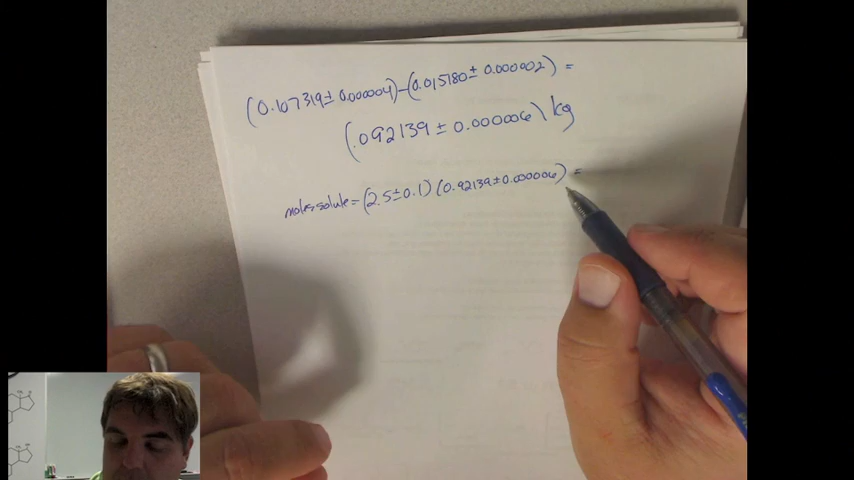 (0.107319 ± 0.000004) - (0.015180 ± 0.000002) =
(.092139 ± 0.000006) kg
moles solute = (2.5 ± 0.1) (0.92139 ± 0.000006) =